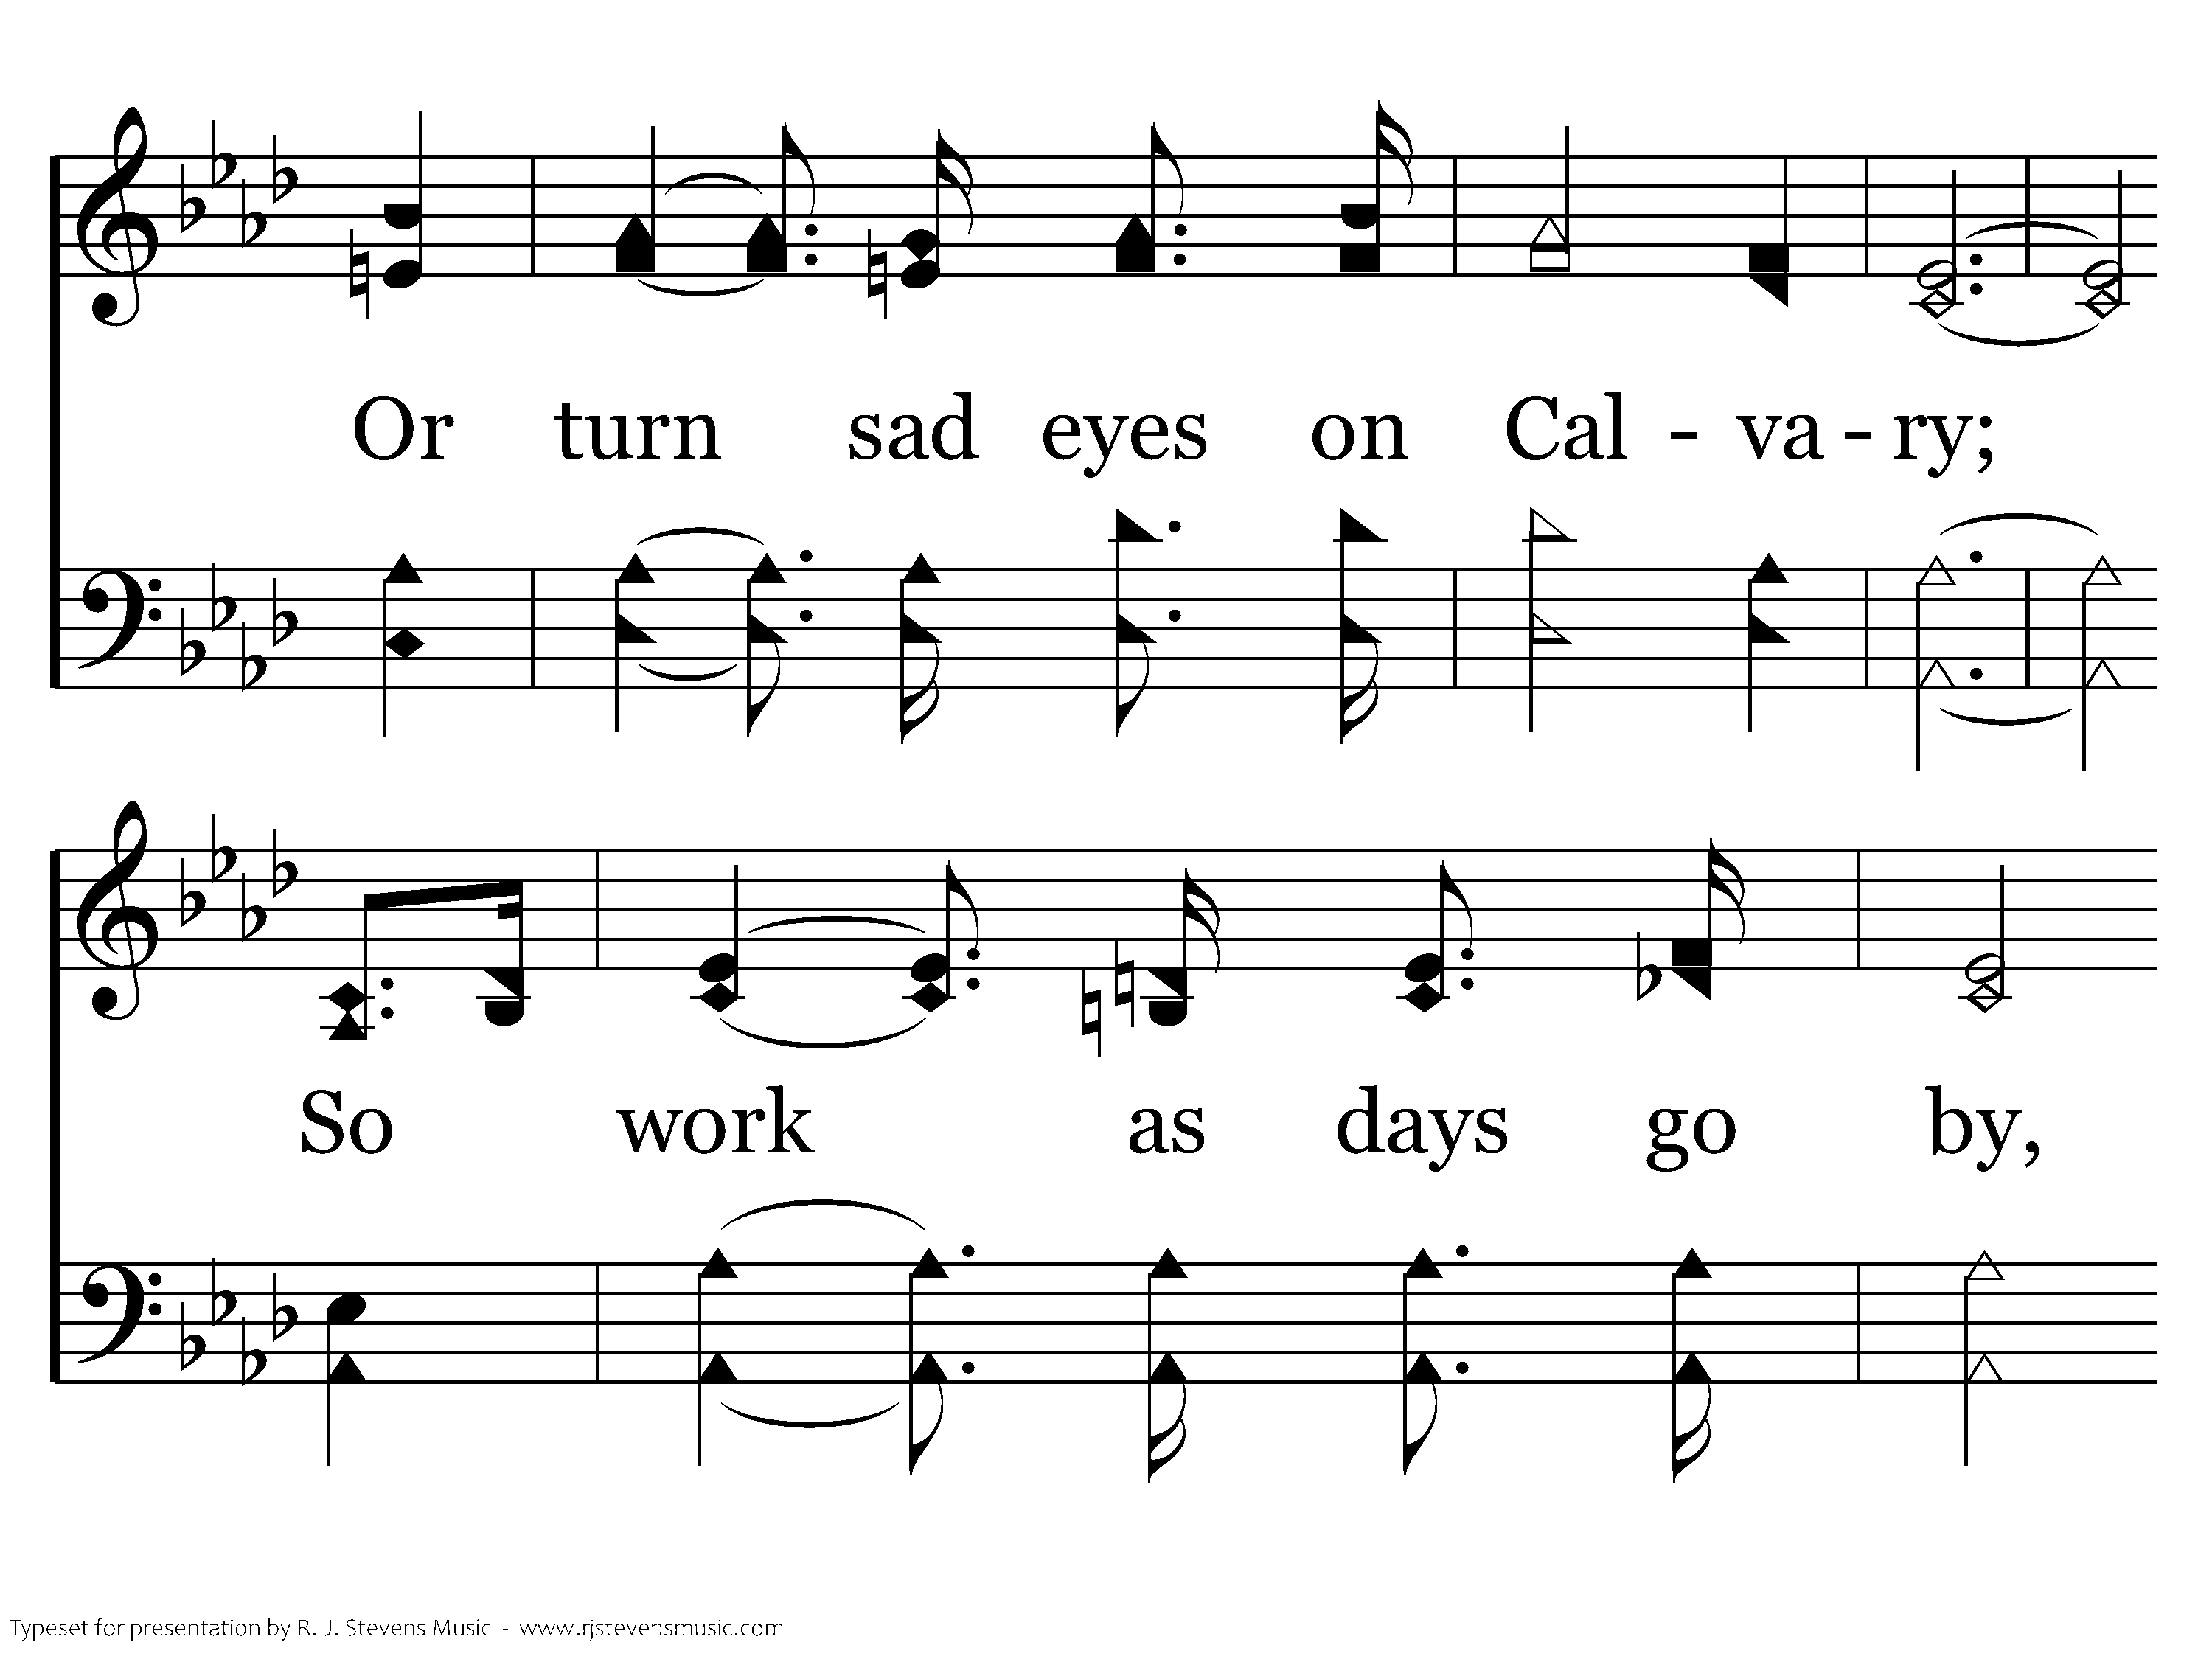 Or turn sad eyes on Cal - va - ry;
So work as days go by,
Typeset for presentation by R. J. Stevens Music - www.rjstevensmusic.com